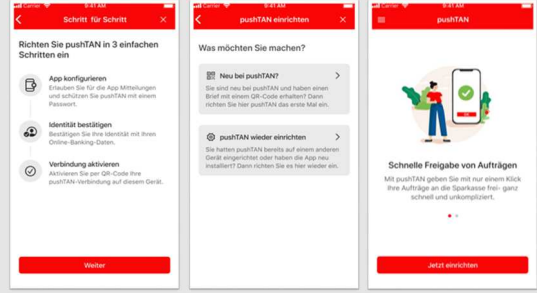 Carrier 9:41 AM
Schritt für Schritt
Richten Sie pushTAN in 3 einfachen
Schritten ein
App konfigurieren
Erlauben Sie für die App Mitteilungen
und schützen Sie pushTAN mit einem
Passwort.
Identität bestätigen
Bestätigen Sie Ihre Identität mit Ihren
Online-Banking-Daten.
Verbindung aktivieren
Aktivieren Sie per QR-Code Ihre
pushTAN-Verbindung auf diesem Gerät.
Weiter
Carrier 9:41 AM
pushTAN einrichten
Was möchten Sie machen?
Neu bei pushTAN?
Sie sind neu bei pushTAN und haben einen
Brief mit einem QR-Code erhalten? Dann
richten Sie hier pushTAN das erste Mal ein.
pushTAN wieder einrichten
Sie hatten pushTAN bereits auf einem anderen
Gerät eingerichtet oder haben die App neu
installiert? Dann richten Sie es hier wieder ein.
Carrier 9:41 AM
pushTAN
OK
Schnelle Freigabe von Aufträgen
Mit pushTAN geben Sie mit nur einem Klick
Ihre Aufträge an die Sparkasse frei- ganz
schnell und unkompliziert.
Jetzt einrichten